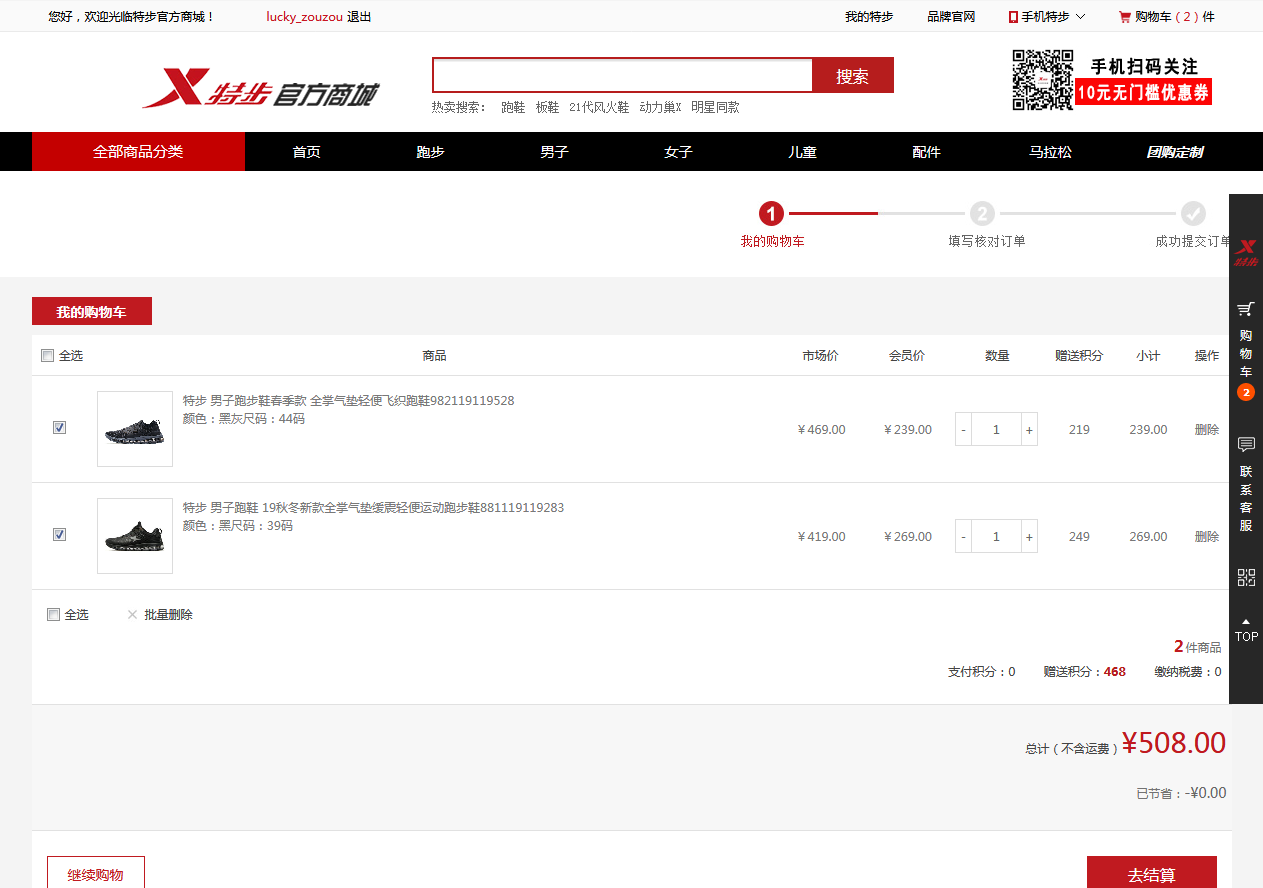 您好，欢迎光临特步官方商城！ lucky_zouzou 退出 我的特步 品牌官网 手机特步 购物车 ( 2 ) 件
特步 官方商城
搜索
热卖搜索： 跑鞋 板鞋 21代风火鞋 动力巢X 明星同款
手机扫码关注
10元无门槛优惠券
全部商品分类 首页 跑步 男子 女子 儿童 配件 马拉松 团购定制
1 2
我的购物车 填写核对订单 成功提交订单
特步
我的购物车
全选 商品 市场价 会员价 数量 赠送积分 小计 操作
特步 男子跑步鞋春季款 全掌气垫轻便飞织跑鞋982119119528
颜色：黑灰尺码：44码
¥469.00 ¥239.00 - 1 + 219 239.00 删除
特步 男子跑鞋 19秋冬新款全掌气垫缓震轻便运动跑步鞋881119119283
颜色：黑尺码：39码
¥419.00 ¥269.00 - 1 + 249 269.00 删除
全选 批量删除
2 件商品
支付积分：0 赠送积分：468 缴纳税费：0
总计（不含运费）¥508.00
已节省：-¥0.00
继续购物 去结算
购
物
车
2
联
系
客
服
TOP